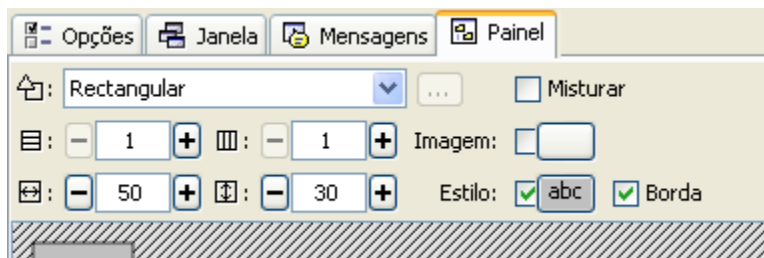 Opções Janela Mensagens Painel
: Rectangular ... Misturar
: − 1 + : − 1 + Imagem:
: − 50 + : − 30 + Estilo: abc Borda